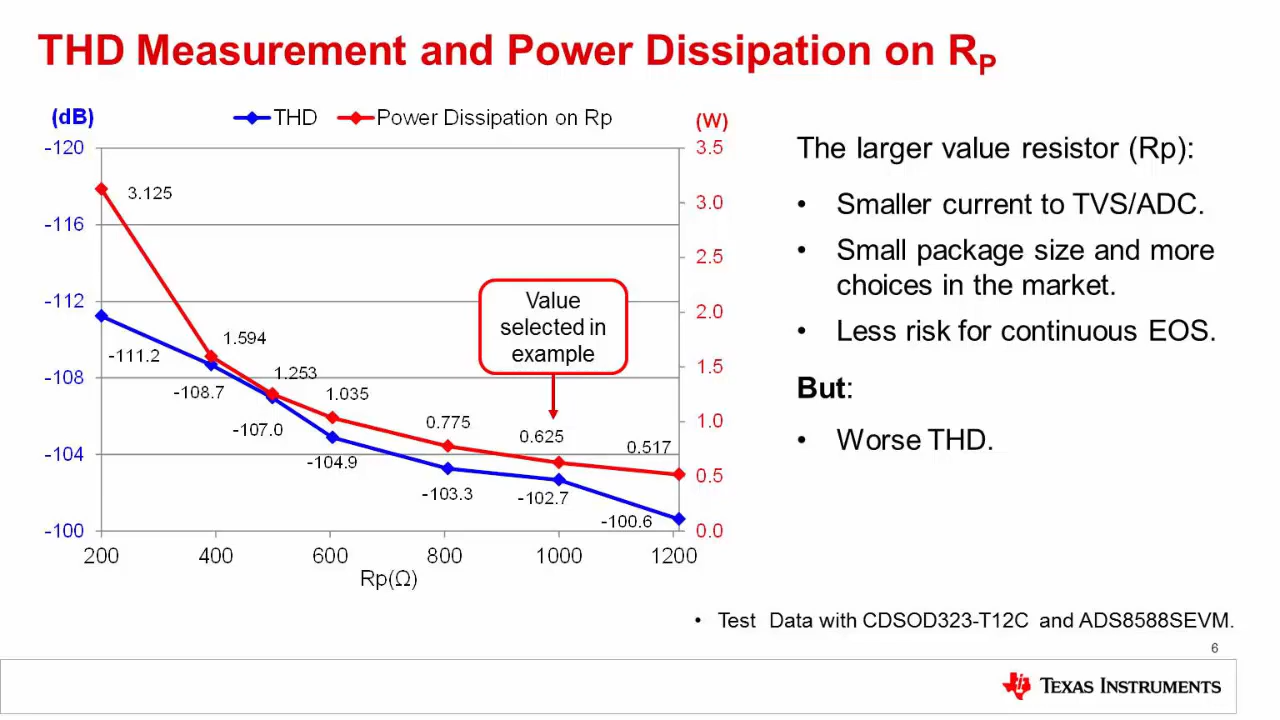 THD Measurement and Power Dissipation on RP
(dB)
THD
Power Dissipation on Rp
(W)
-120
-116
-112
-108
-104
-100
3.5
3.0
2.5
2.0
1.5
1.0
0.5
0.0
3.125
1.594
1.253
1.035
0.775
0.625
0.517
-111.2
-108.7
-107.0
-104.9
-103.3
-102.7
-100.6
Value
selected in
example
200 400 600 800 1000 1200
Rp(Ω)
The larger value resistor (Rp):
• Smaller current to TVS/ADC.
• Small package size and more
choices in the market.
• Less risk for continuous EOS.
But:
• Worse THD.
• Test Data with CDSOD323-T12C and ADS8588SEVM.
6
TEXAS INSTRUMENTS